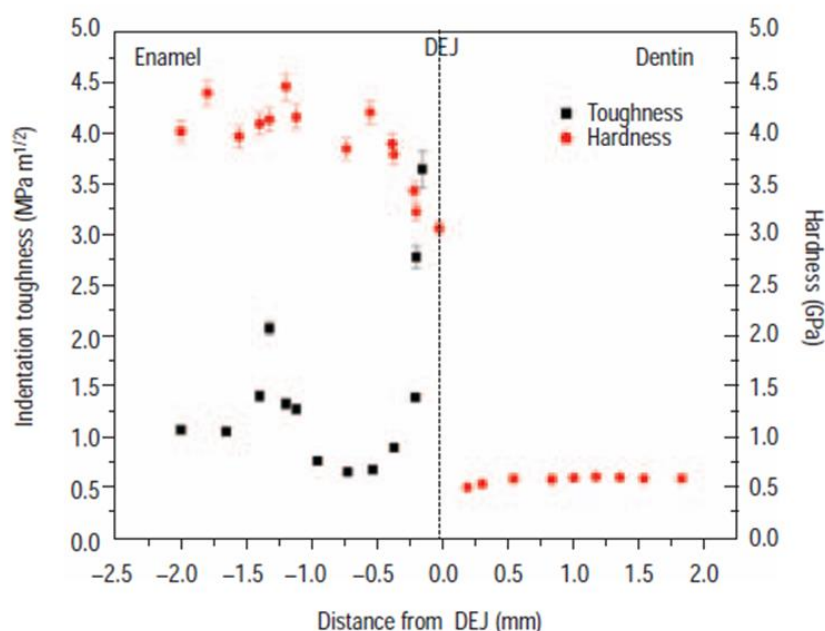 5.0
4.5
4.0
3.5
3.0
2.5
2.0
1.5
1.0
0.5
0.0
Indentation toughness (MPa m1/2)
Enamel
DEJ
Dentin
Toughness
Hardness
5.0
4.5
4.0
3.5
3.0
2.5
2.0
1.5
1.0
0.5
0.0
Hardness (GPa)
−2.5 −2.0 −1.5 −1.0 −0.5 0.0 0.5 1.0 1.5 2.0
Distance from DEJ (mm)